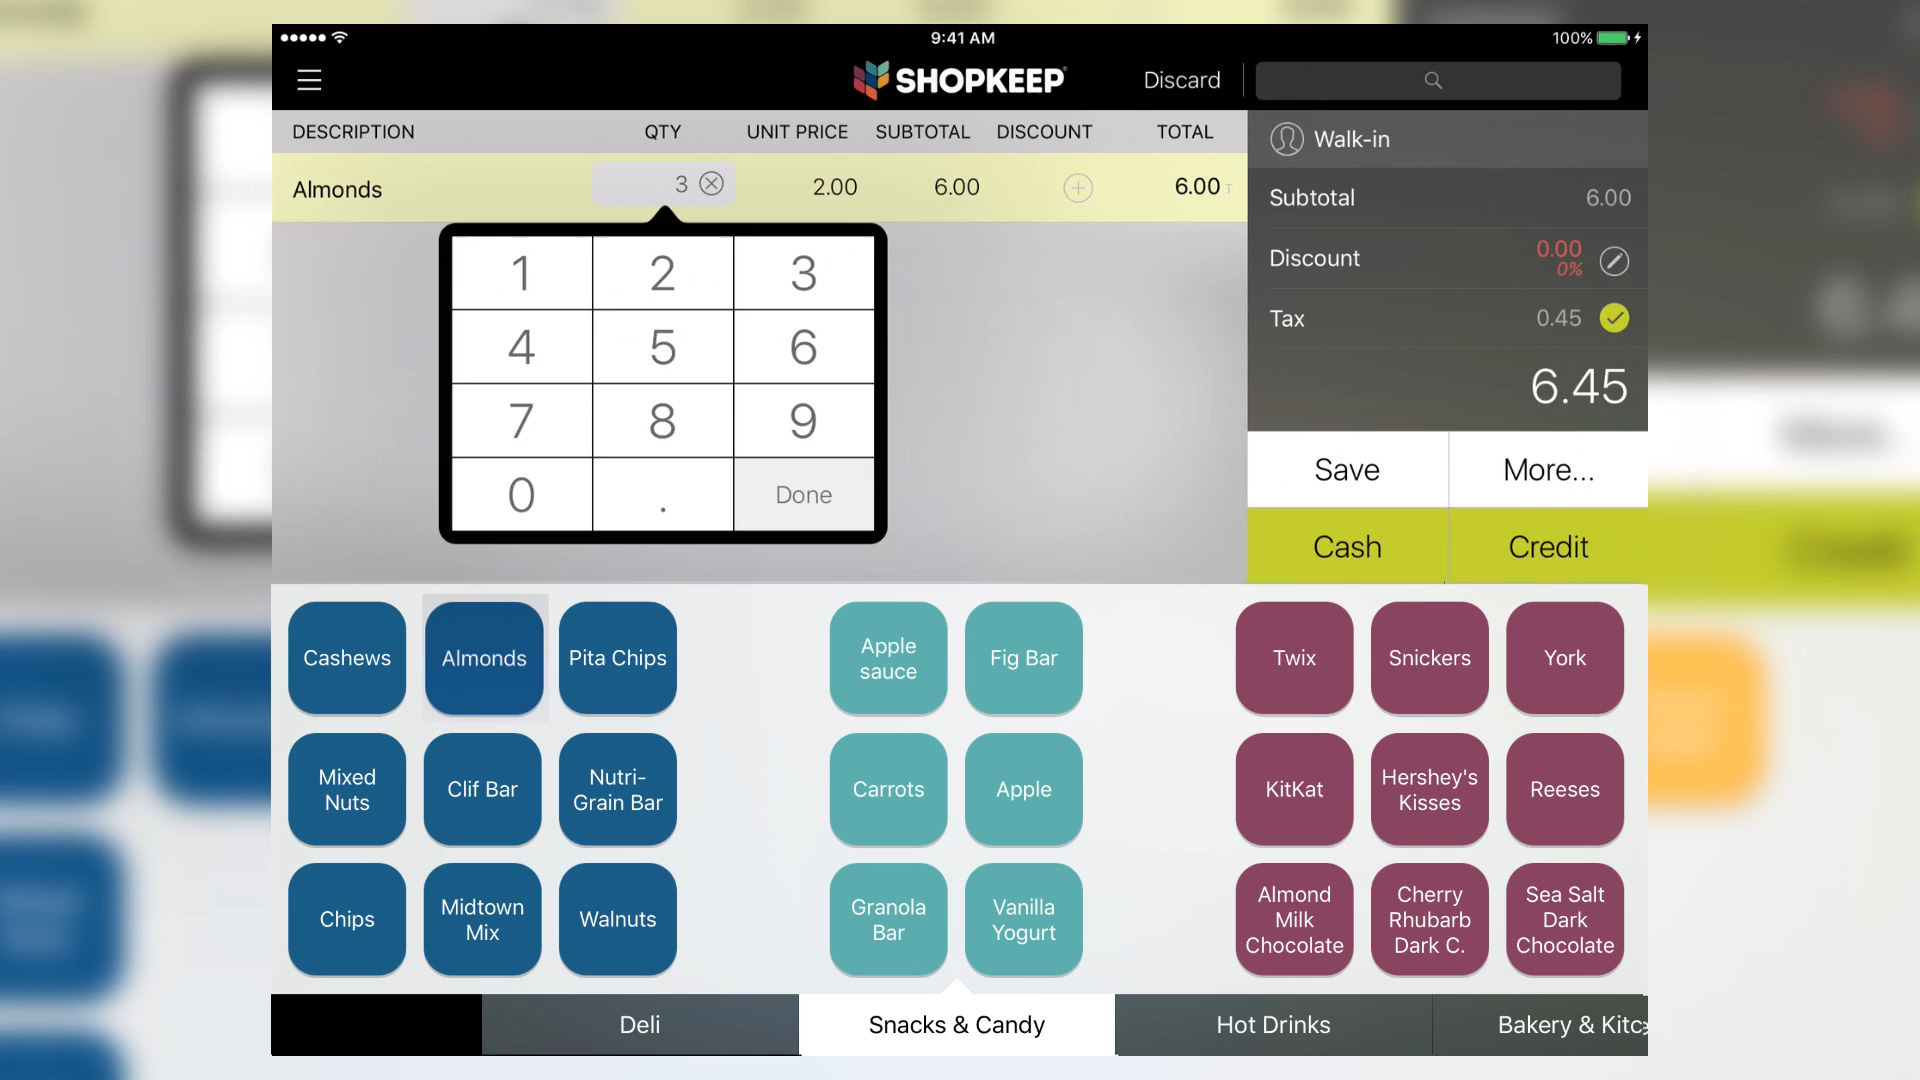 9:41 AM
100%
SHOPKEEP
Discard
DESCRIPTION QTY UNIT PRICE SUBTOTAL DISCOUNT TOTAL
Almonds 3 2.00 6.00 6.00 T
Walk-in
Subtotal 6.00
Discount 0.00
0%
Tax 0.45
6.45
Save More...
Cash Credit
1 2 3
4 5 6
7 8 9
0 . Done
Cashews Almonds Pita Chips
Mixed
Nuts
Clif Bar
Nutri-
Grain Bar
Chips
Midtown
Mix
Walnuts
Apple
sauce
Fig Bar
Carrots Apple
Granola
Bar
Vanilla
Yogurt
Twix Snickers York
KitKat
Hershey's
Kisses
Reeses
Almond
Milk
Chocolate
Cherry
Rhubarb
Dark C.
Sea Salt
Dark
Chocolate
Deli Snacks & Candy Hot Drinks Bakery & Kitc